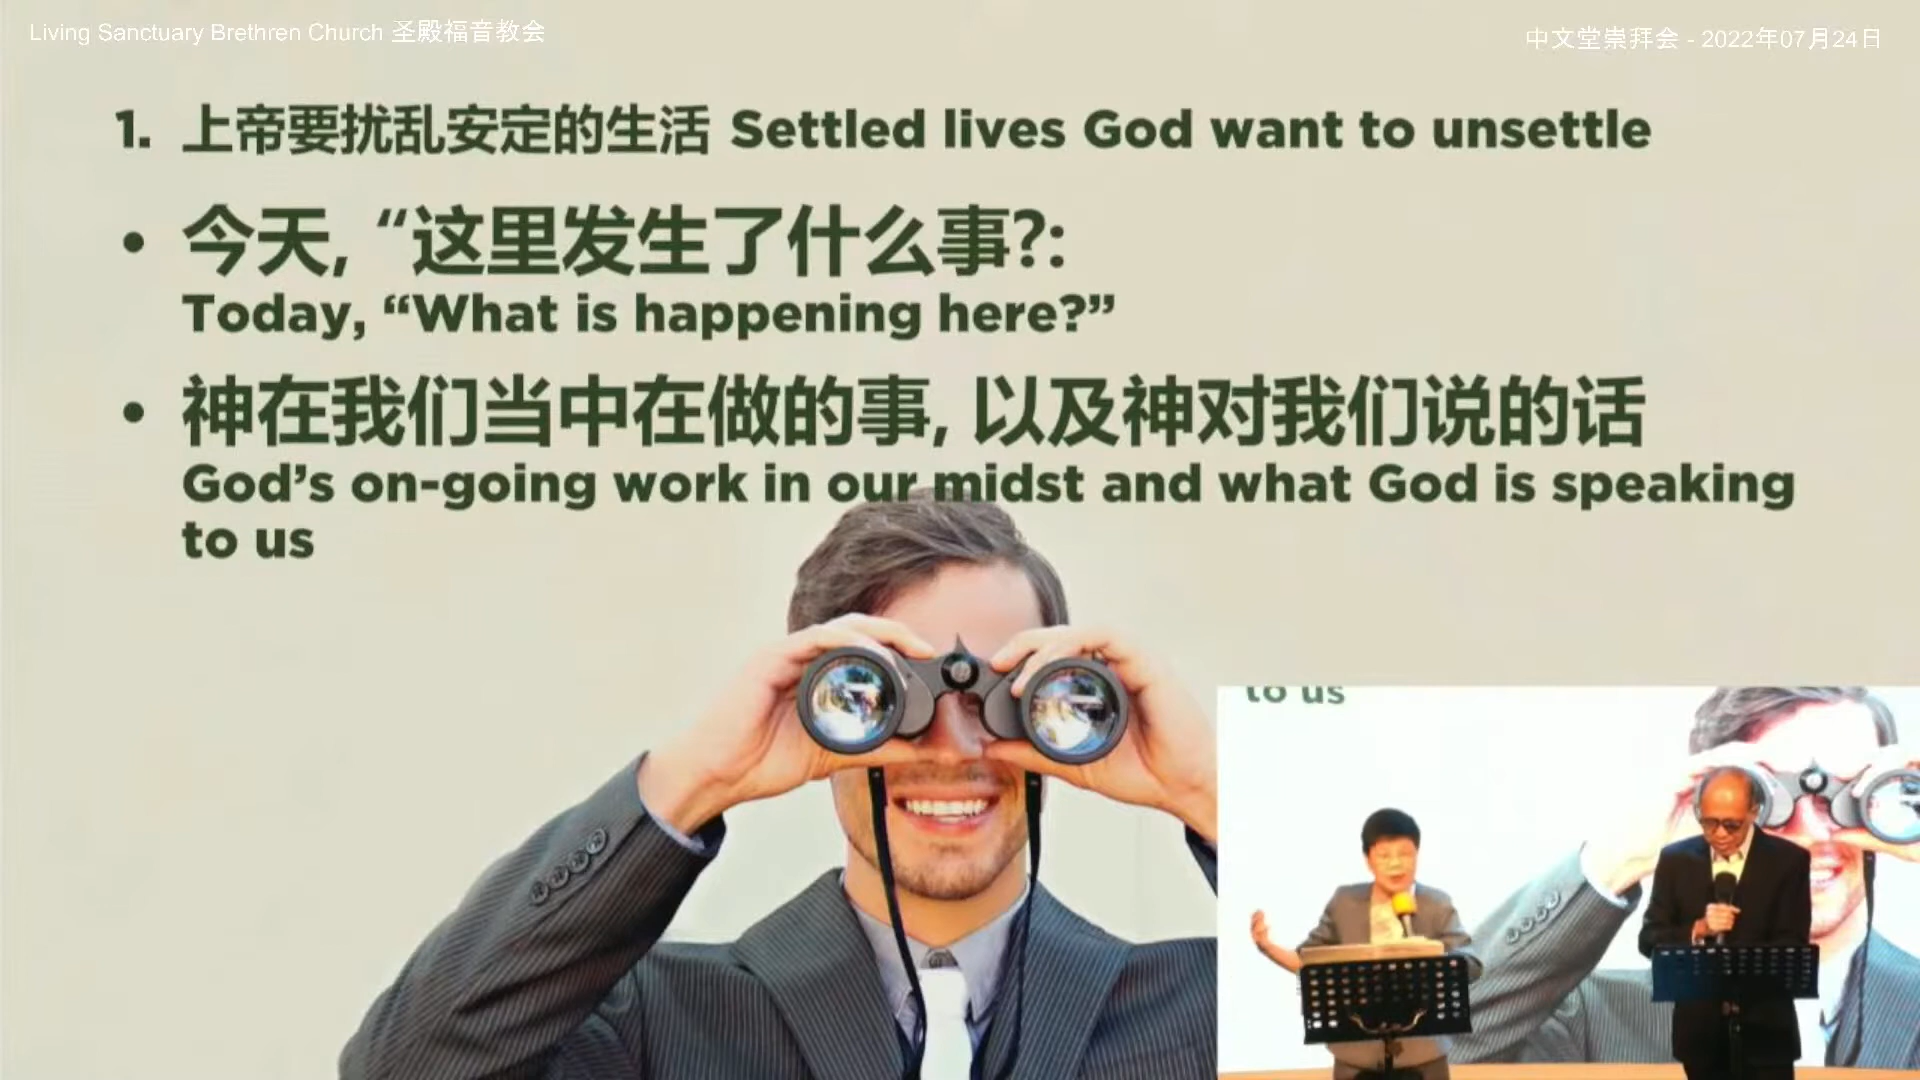 Living Sanctuary Brethren Church 圣殿福音教会
中文堂崇拜会 - 2022年07月24日
1. 上帝要扰乱安定的生活 Settled lives God want to unsettle
• 今天, “这里发生了什么事?:
Today, “What is happening here?”
• 神在我们当中在做的事, 以及神对我们说的话
God’s on-going work in our midst and what God is speaking
to us
to us